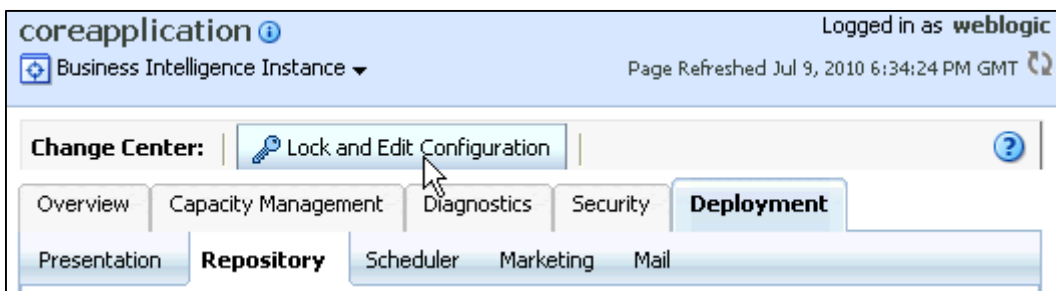 coreapplication
Logged in as weblogic
Business Intelligence Instance
Page Refreshed Jul 9, 2010 6:34:24 PM GMT
Change Center: Lock and Edit Configuration
Overview Capacity Management Diagnostics Security Deployment
Presentation Repository Scheduler Marketing Mail